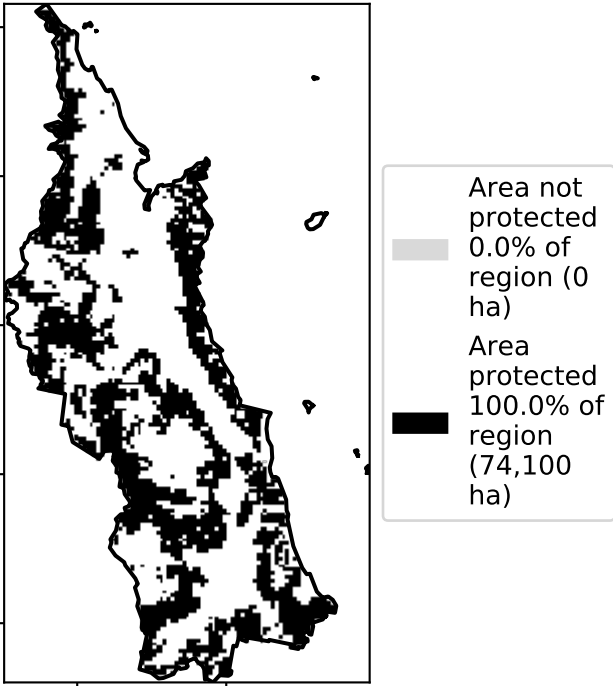 Area not
protected
0.0% of
region (0
ha)
Area
protected
100.0% of
region
(74,100
ha)